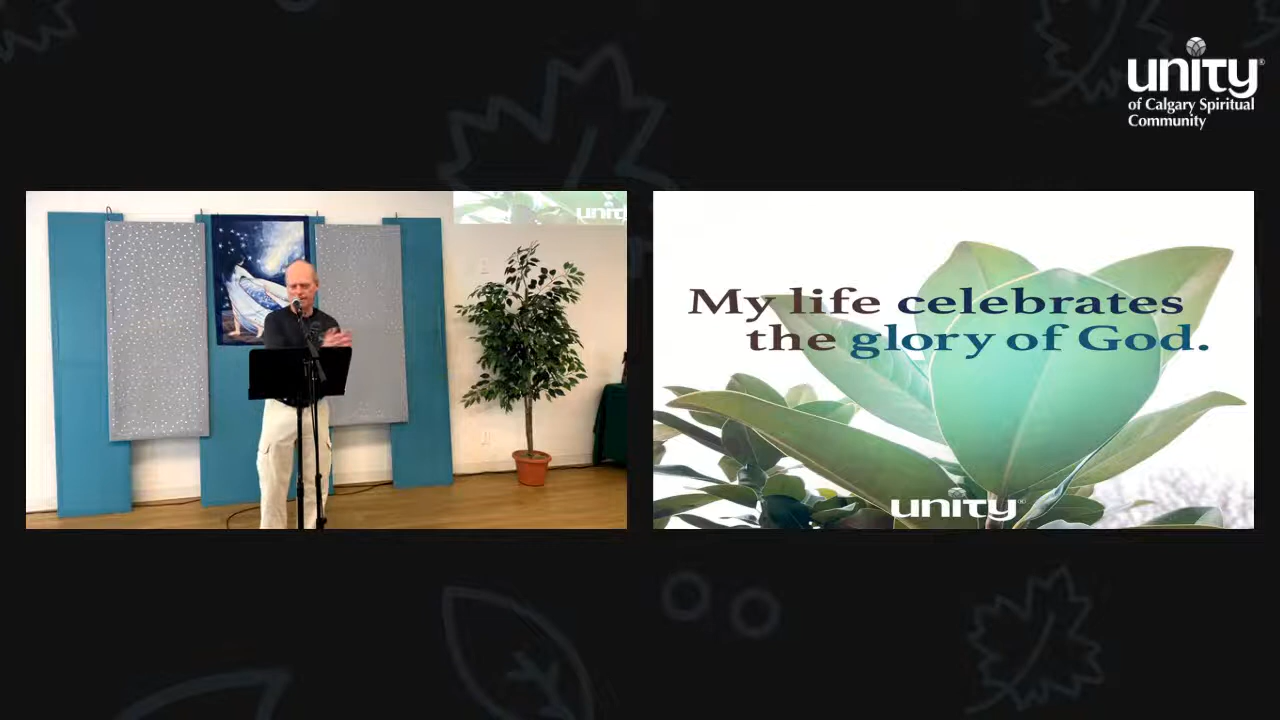 unity®
of Calgary Spiritual
Community
unity
My life celebrates
the glory of God.
unity